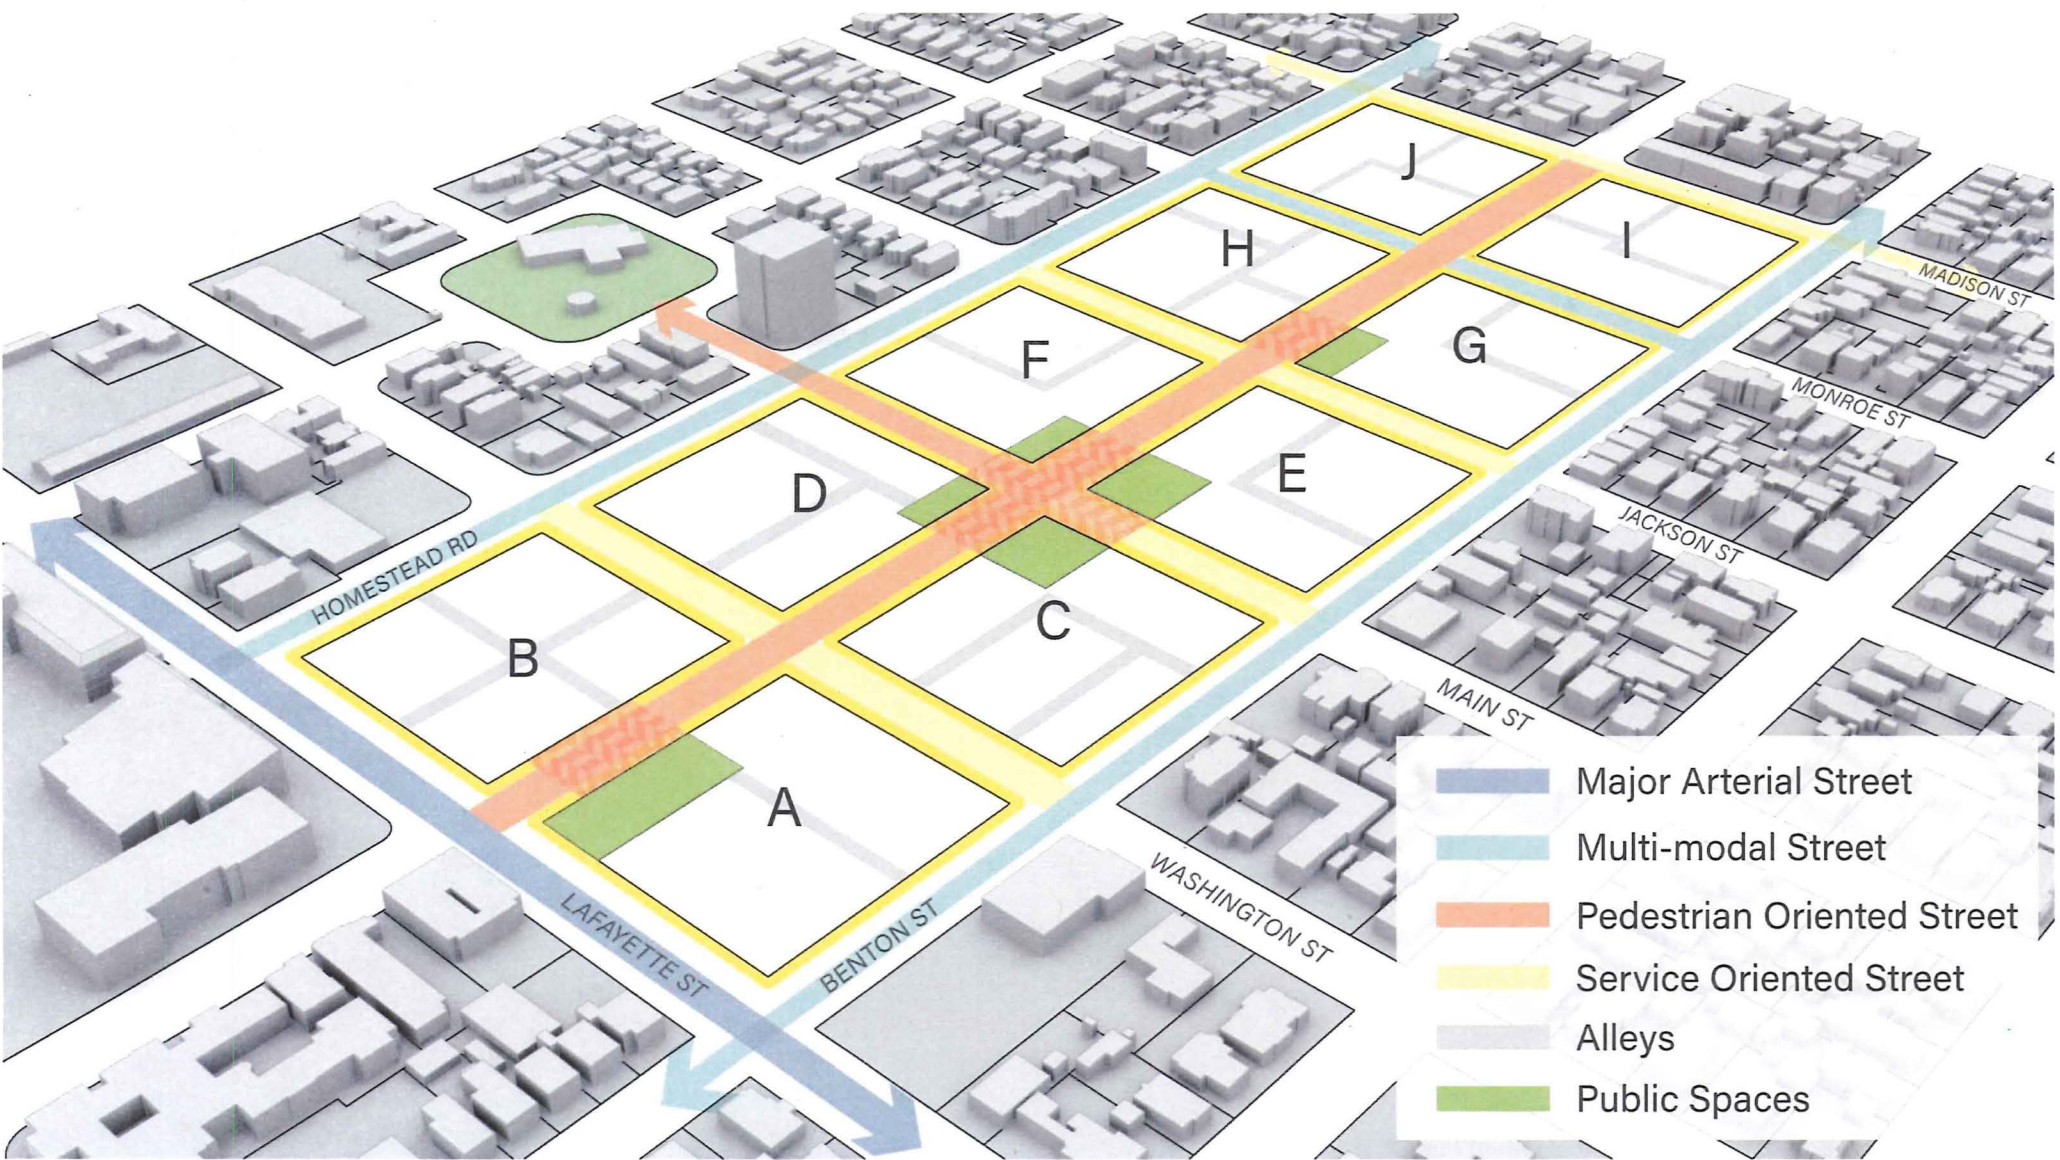 J
I
H
MADISON ST
G
F
MONROE ST
E
D
JACKSON ST
HOMESTEAD RD
C
B
MAIN ST
A
Major Arterial Street
Multi-modal Street
Pedestrian Oriented Street
Service Oriented Street
Alleys
Public Spaces
WASHINGTON ST
BENTON ST
LAFAYETTE ST